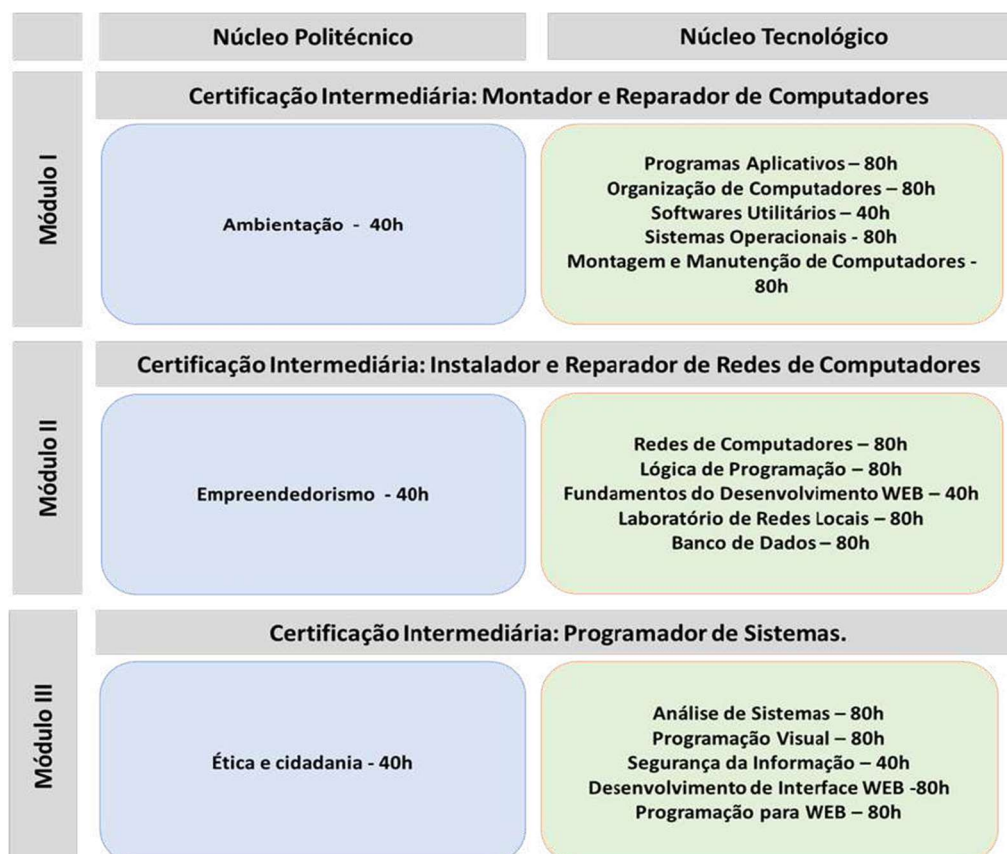 Núcleo Politécnico
Núcleo Tecnológico
Módulo I
Certificação Intermediária: Montador e Reparador de Computadores
Ambientação - 40h
Programas Aplicativos – 80h
Organização de Computadores – 80h
Softwares Utilitários – 40h
Sistemas Operacionais - 80h
Montagem e Manutenção de Computadores -
80h
Módulo II
Certificação Intermediária: Instalador e Reparador de Redes de Computadores
Empreendedorismo - 40h
Redes de Computadores – 80h
Lógica de Programação – 80h
Fundamentos do Desenvolvimento WEB – 40h
Laboratório de Redes Locais – 80h
Banco de Dados – 80h
Módulo III
Certificação Intermediária: Programador de Sistemas.
Ética e cidadania - 40h
Análise de Sistemas – 80h
Programação Visual – 80h
Segurança da Informação – 40h
Desenvolvimento de Interface WEB -80h
Programação para WEB – 80h